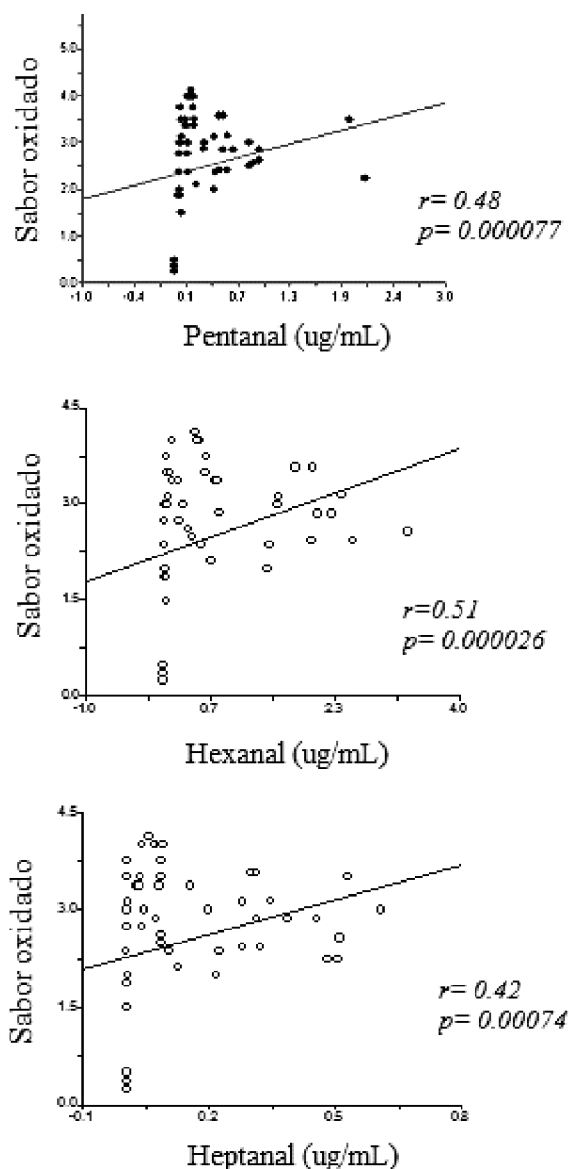 Sabor oxidado
5.0
4.0
3.0
2.0
1.0
0.0
-1.0 -0.4 0.1 0.7 1.3 1.9 2.4 3.0
r= 0.48
p= 0.000077
Pentanal (ug/mL)
Sabor oxidado
4.5
3.0
1.5
0.0
-1.0 0.7 2.3 4.0
r=0.51
p= 0.000026
Hexanal (ug/mL)
Sabor oxidado
4.5
3.0
1.5
0.0
-0.1 0.2 0.5 0.8
r= 0.42
p= 0.00074
Heptanal (ug/mL)